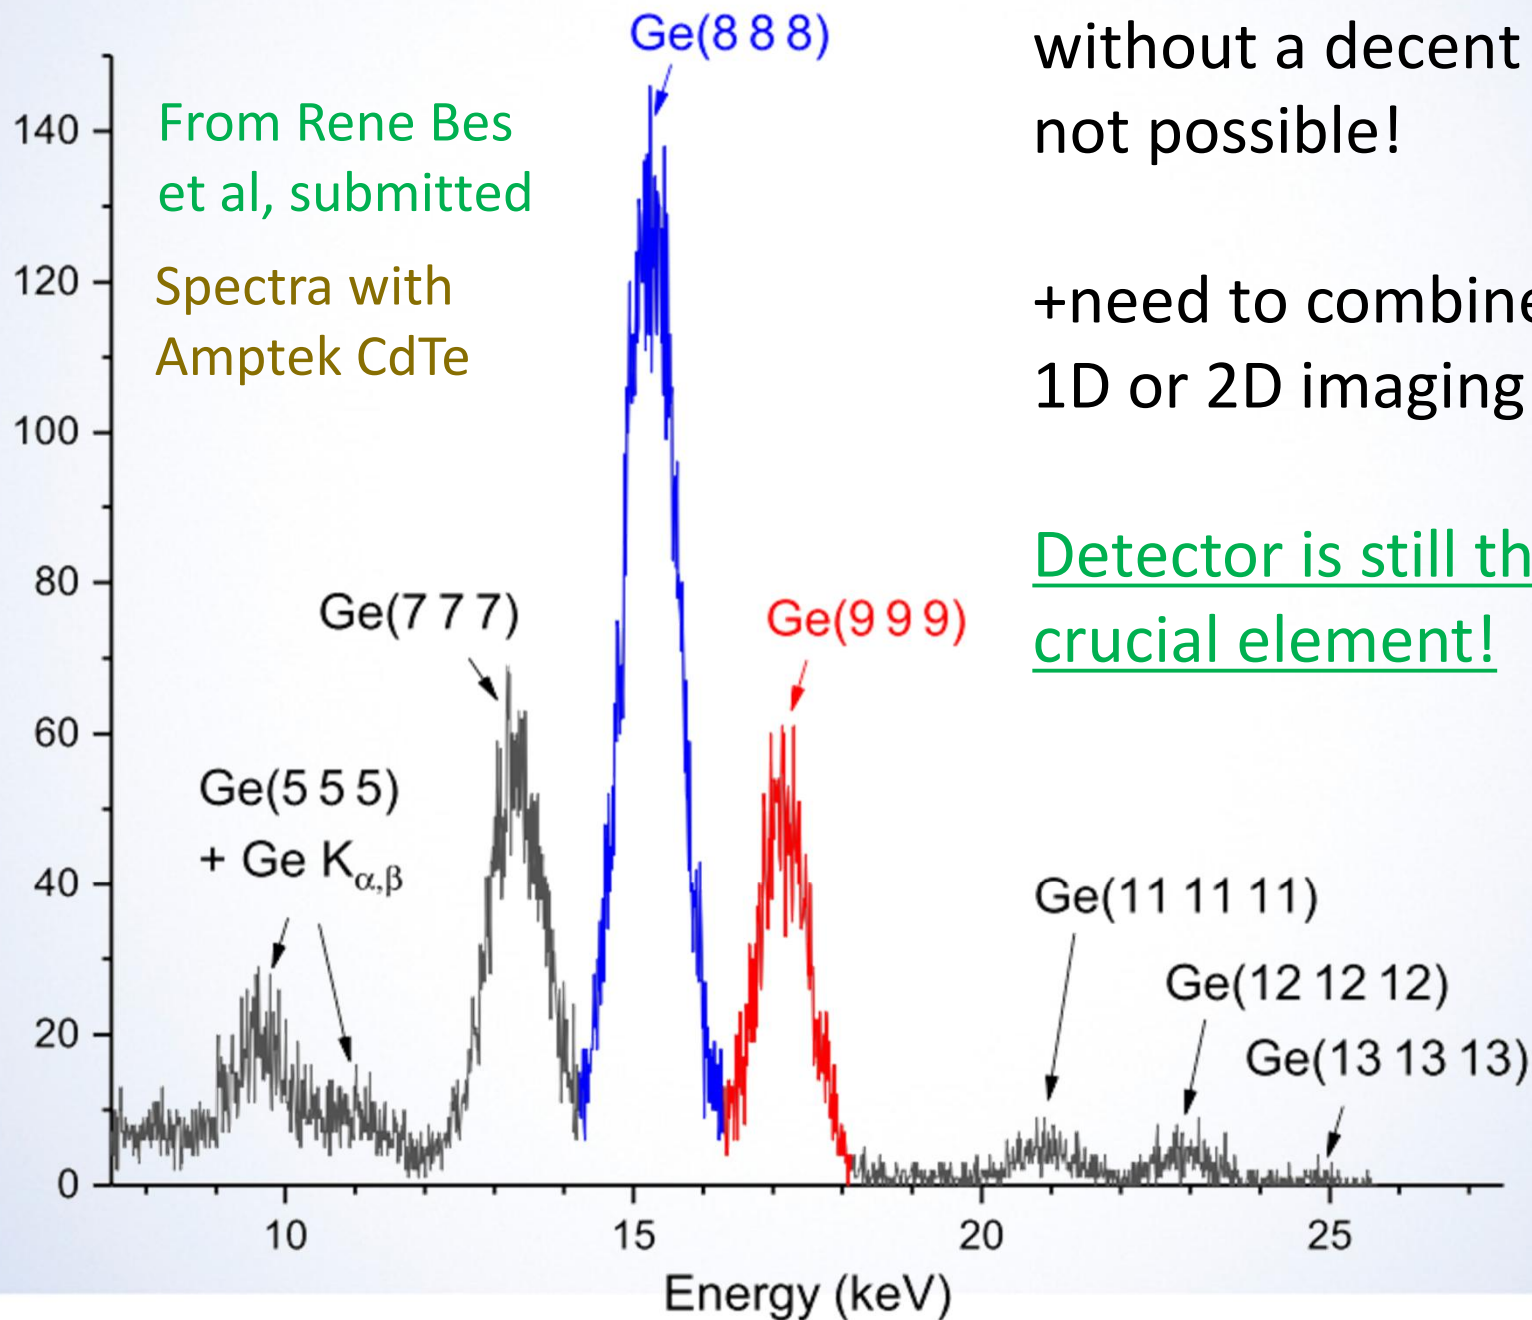 Ge(8 8 8)
From Rene Bes
et al, submitted
Spectra with
Amptek CdTe
140
120
100
80
60
40
20
0
Ge(7 7 7)
Ge(9 9 9)
Ge(5 5 5)
+ Ge Kα,β
Ge(11 11 11)
Ge(12 12 12)
Ge(13 13 13)
10
15
20
25
Energy (keV)
without a decent
not possible!
+need to combine
1D or 2D imaging
Detector is still th
crucial element!